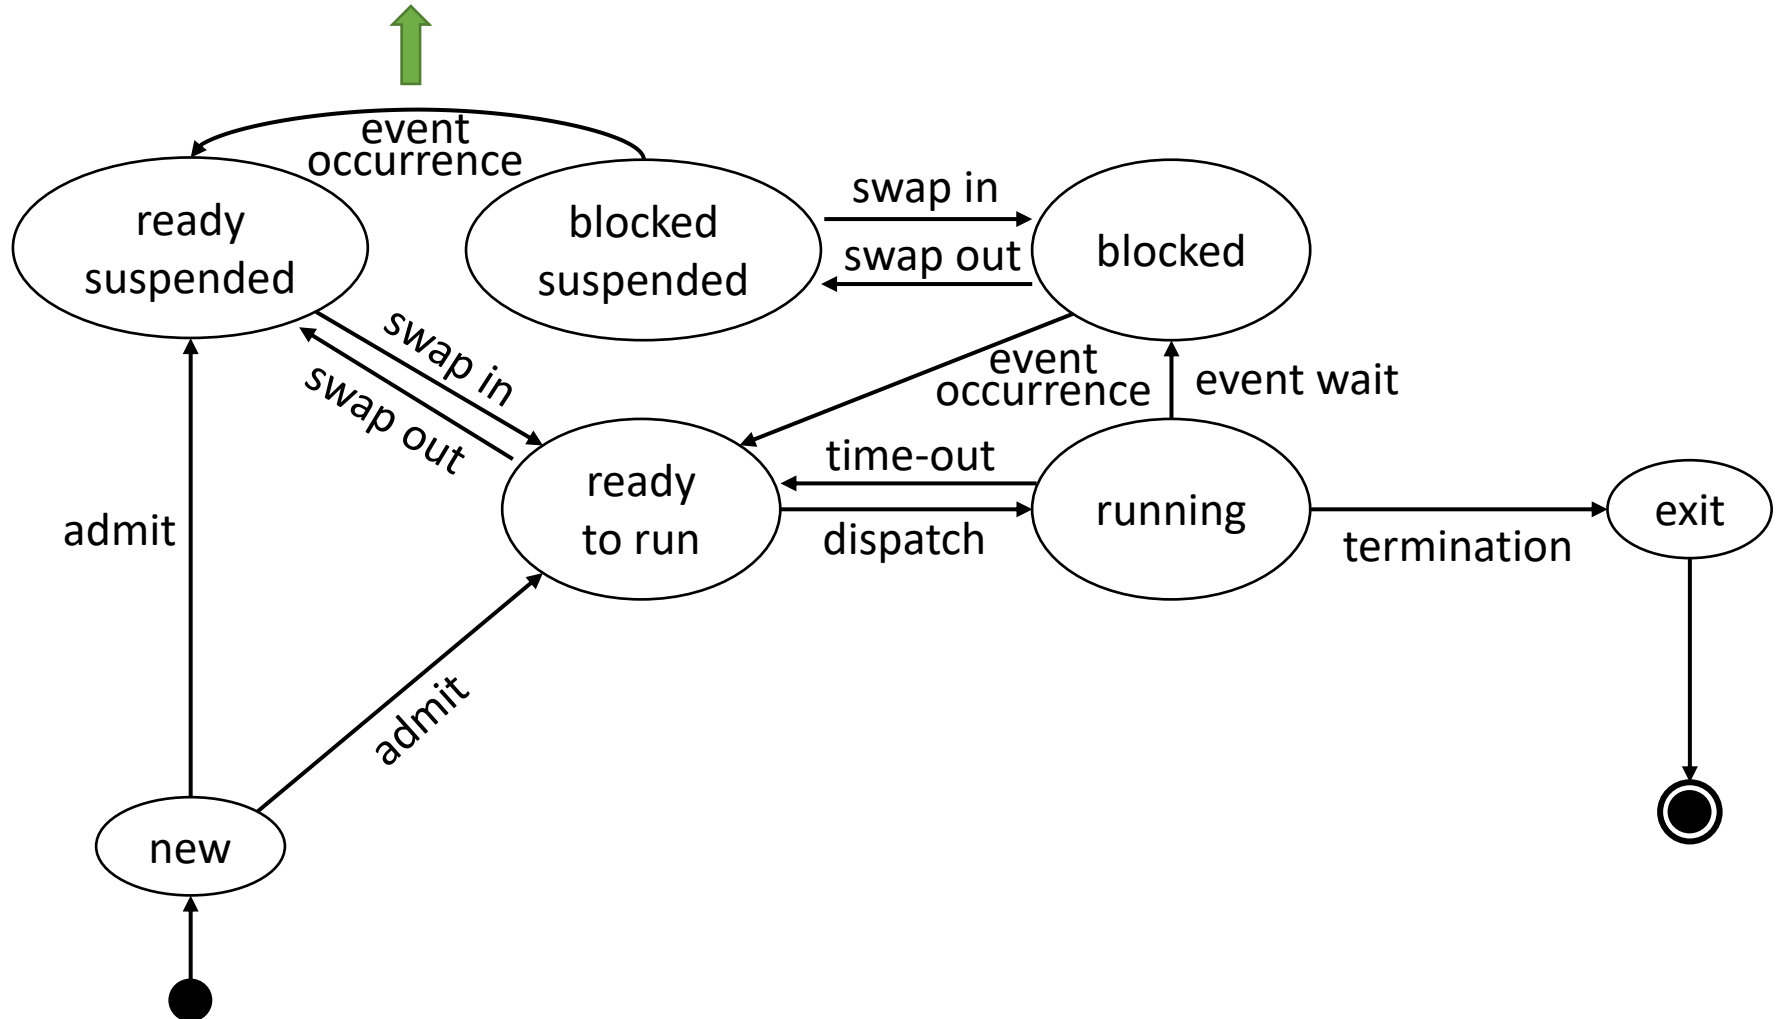 event
occurrence
ready
suspended
blocked
suspended
swap in
swap out
blocked
swap in
swap out
event
occurrence
event wait
time-out
ready
to run
dispatch
running
termination
exit
admit
admit
new